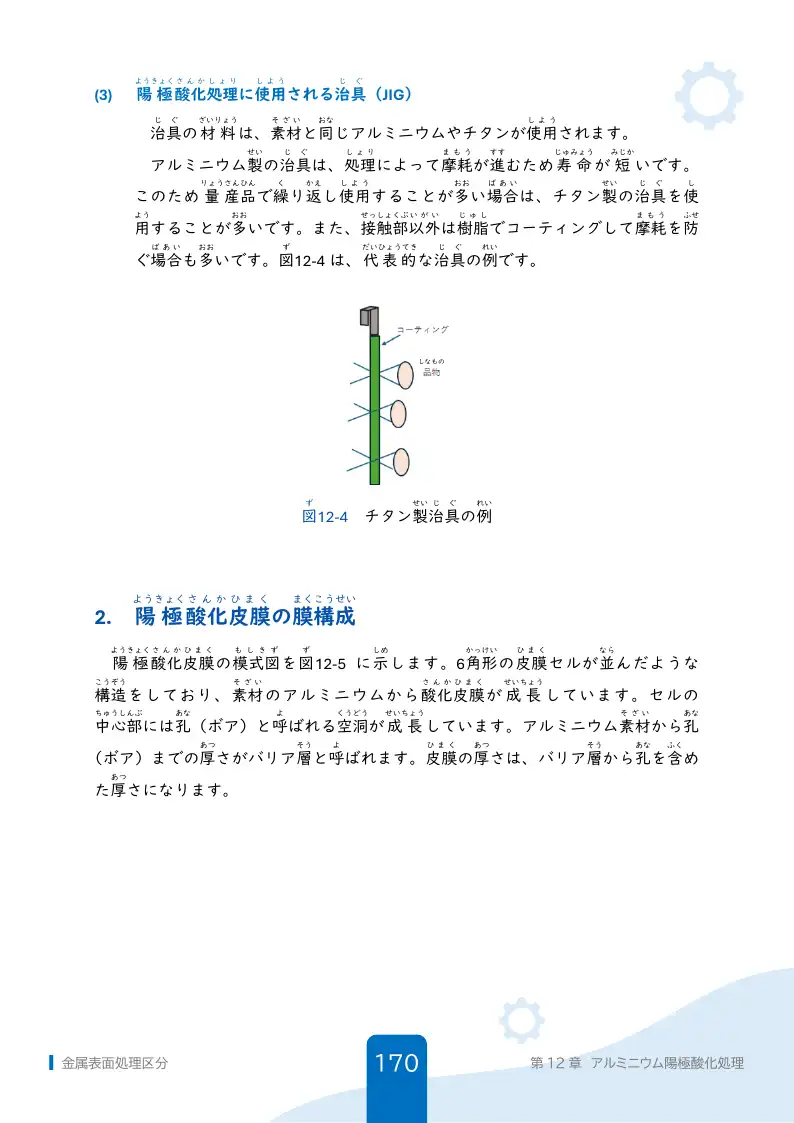 (3) 陽極酸化処理に使用される治具（JIG）
治具の材料は、素材と同じアルミニウムやチタンが使用されます。
アルミニウム製の治具は、処理によって摩耗が進むため寿命が短いです。
このため量産品で繰り返し使用することが多い場合は、チタン製の治具を使
用することが多いです。また、接触部以外は樹脂でコーティングして摩耗を防
ぐ場合も多いです。図12-4 は、代表的な治具の例です。
コーティング
品物
図12-4 チタン製治具の例
2. 陽極酸化皮膜の膜構成
陽極酸化皮膜の模式図を図12-5 に示します。6角形の皮膜セルが並んだような
構造をしており、素材のアルミニウムから酸化皮膜が成長しています。セルの
中心部には孔（ボア）と呼ばれる空洞が成長しています。アルミニウム素材から孔
（ボア）までの厚さがバリア層と呼ばれます。皮膜の厚さは、バリア層から孔を含め
た厚さになります。
金属表面処理区分
170
第 12 章 アルミニウム陽極酸化処理